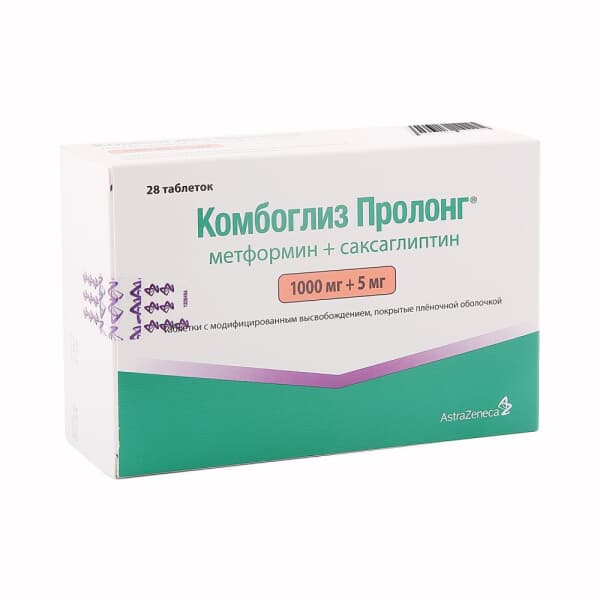 28 таблеток
Комбоглиз Пролонг®
метформин + саксаглиптин
1000 мг + 5 мг
таблетки с модифицированным высвобождением, покрытые плёночной оболочкой
AstraZeneca